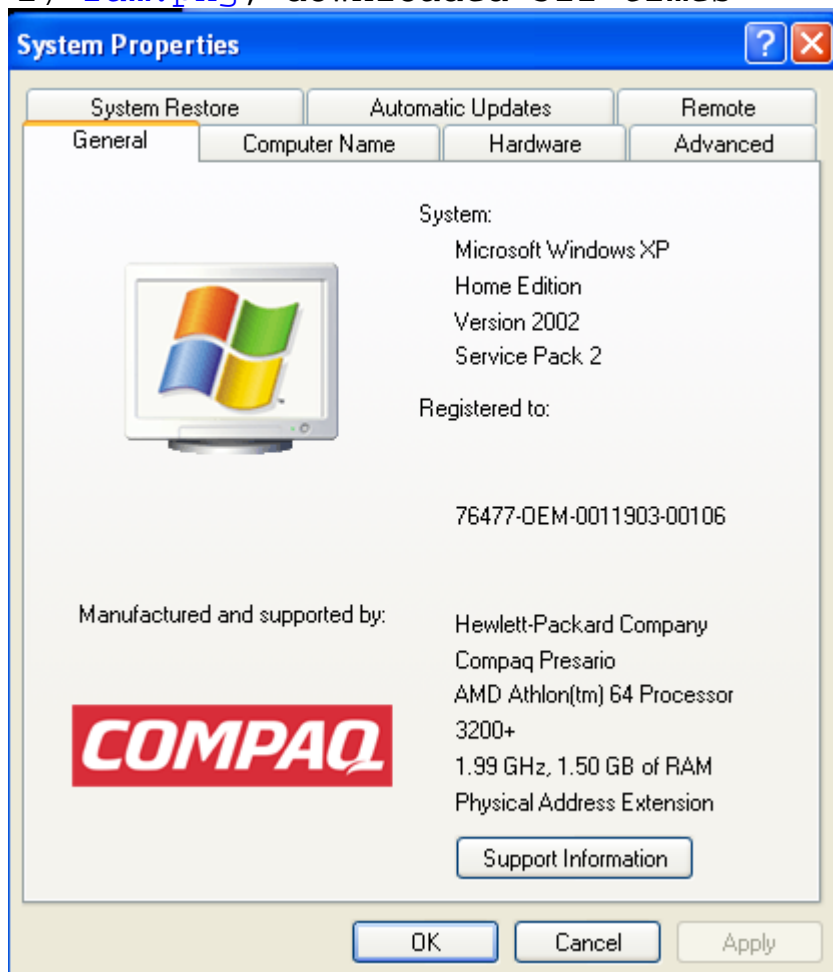 System Properties
System Restore Automatic Updates Remote
General Computer Name Hardware Advanced
System:
Microsoft Windows XP
Home Edition
Version 2002
Service Pack 2
Registered to:
76477-OEM-0011903-00106
Manufactured and supported by:
Hewlett-Packard Company
Compaq Presario
AMD Athlon(tm) 64 Processor
3200+
1.99 GHz, 1.50 GB of RAM
Physical Address Extension
COMPAQ
Support Information
OK Cancel Apply